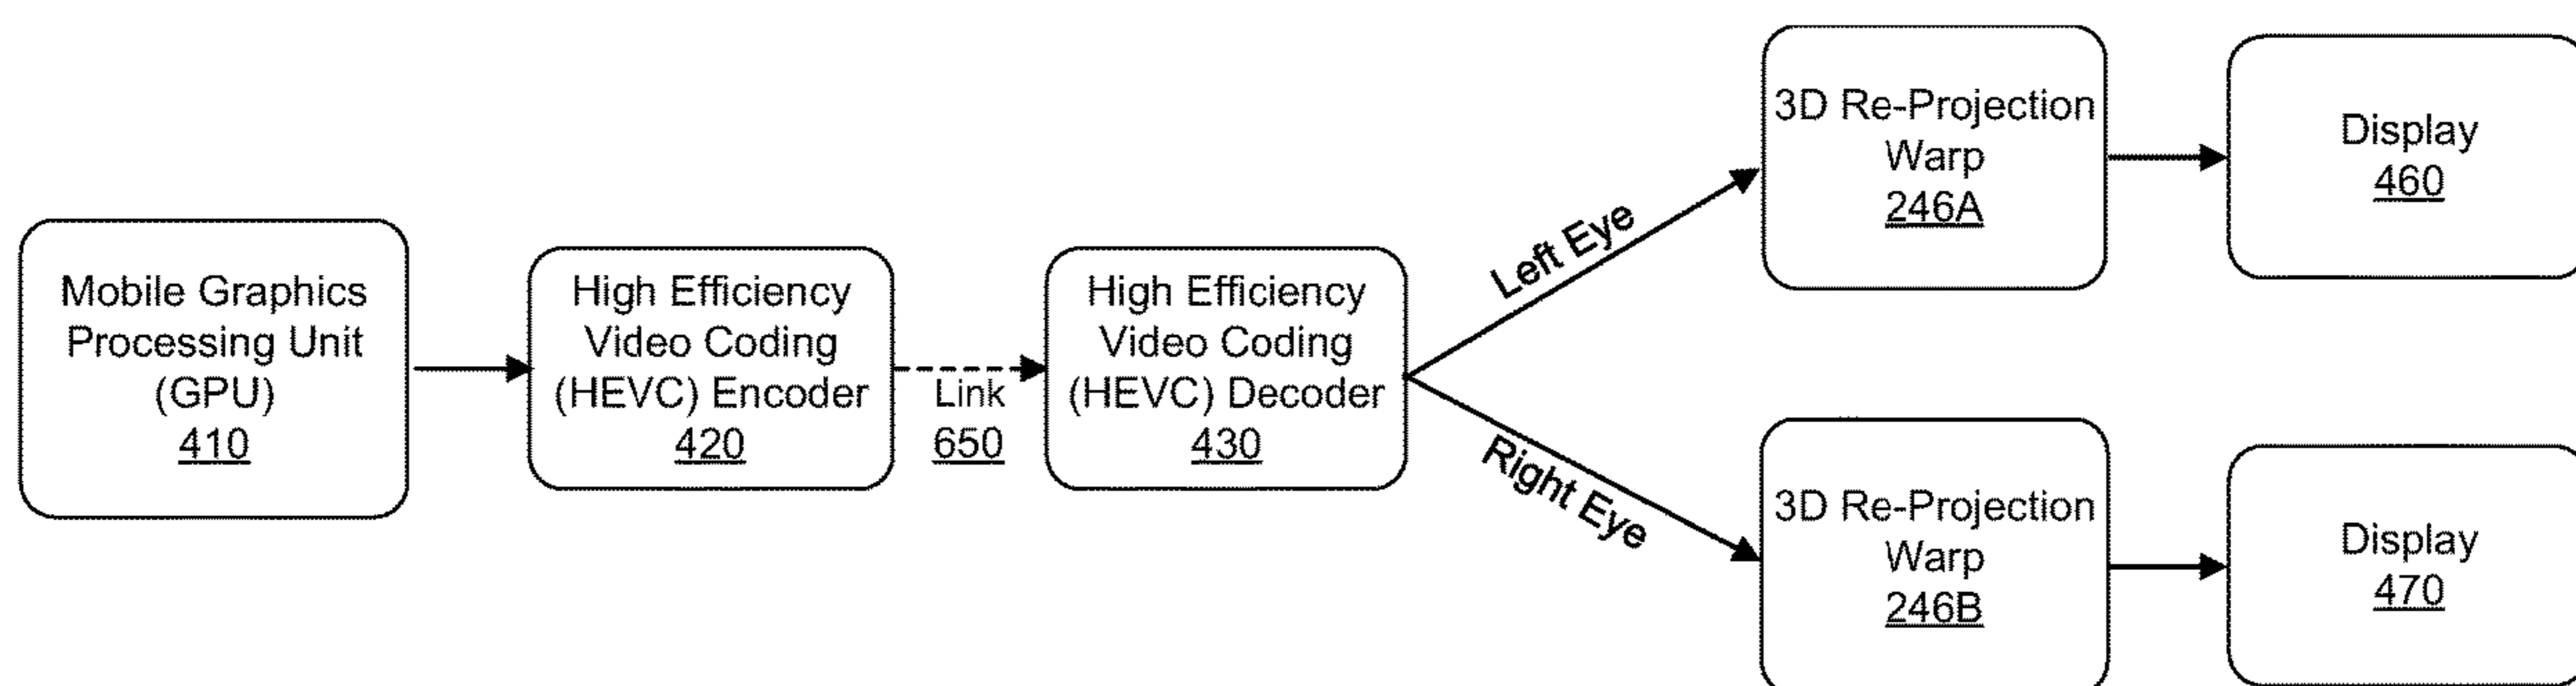 Mobile Graphics
Processing Unit
(GPU)
410
High Efficiency
Video Coding
(HEVC) Encoder
420
Link
650
High Efficiency
Video Coding
(HEVC) Decoder
430
Left Eye
3D Re-Projection
Warp
246A
Display
460
Right Eye
3D Re-Projection
Warp
246B
Display
470